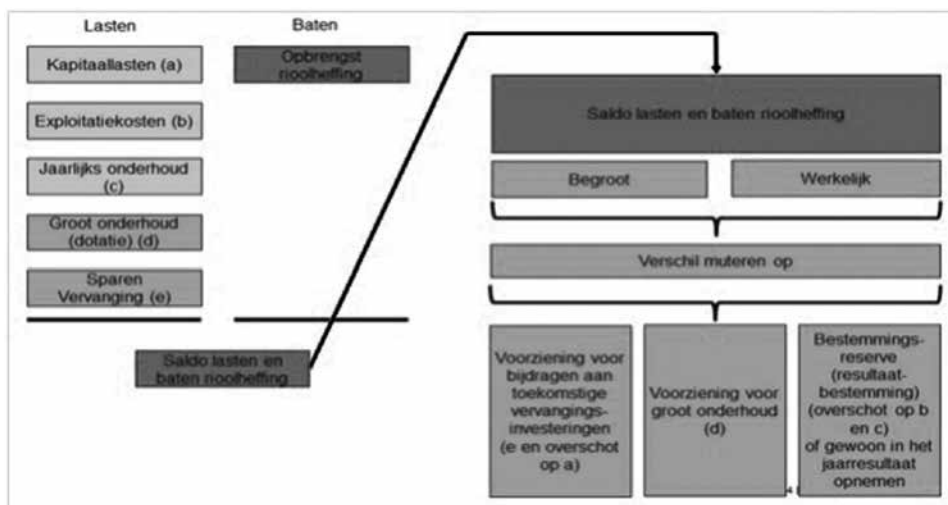 Lasten
Baten
Kapitaallasten (a)
Opbrengst
rioolheffing
Exploitatiekosten (b)
Jaarlijks onderhoud
(c)
Groot onderhoud
(dotatie) (d)
Sparen
Vervanging (e)
Saldo lasten en
baten rioolheffing
Saldo lasten en baten rioolheffing
Begroot
Werkelijk
Verschil muteren op
Voorziening voor
bijdragen aan
toekomstige
vervangings-
investeringen
(e en overschot
op a)
Voorziening voor
groot onderhoud
(d)
Bestemmings-
reserve
(resultaat-
bestemming)
(overschot op b
en c)
of gewoon in het
jaarresultaat
opnemen